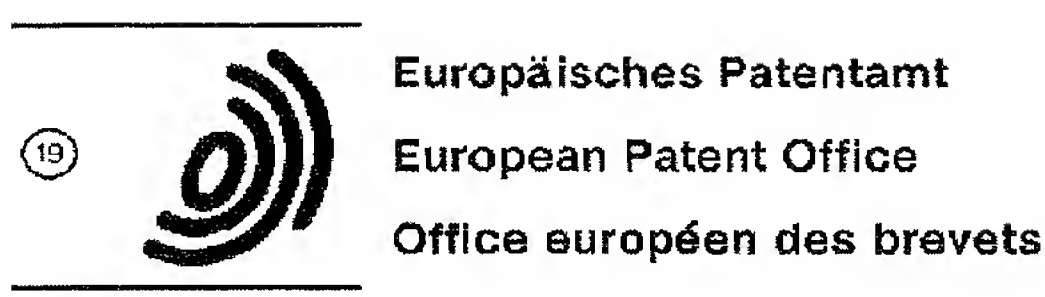 19
Europäisches Patentamt
European Patent Office
Office européen des brevets